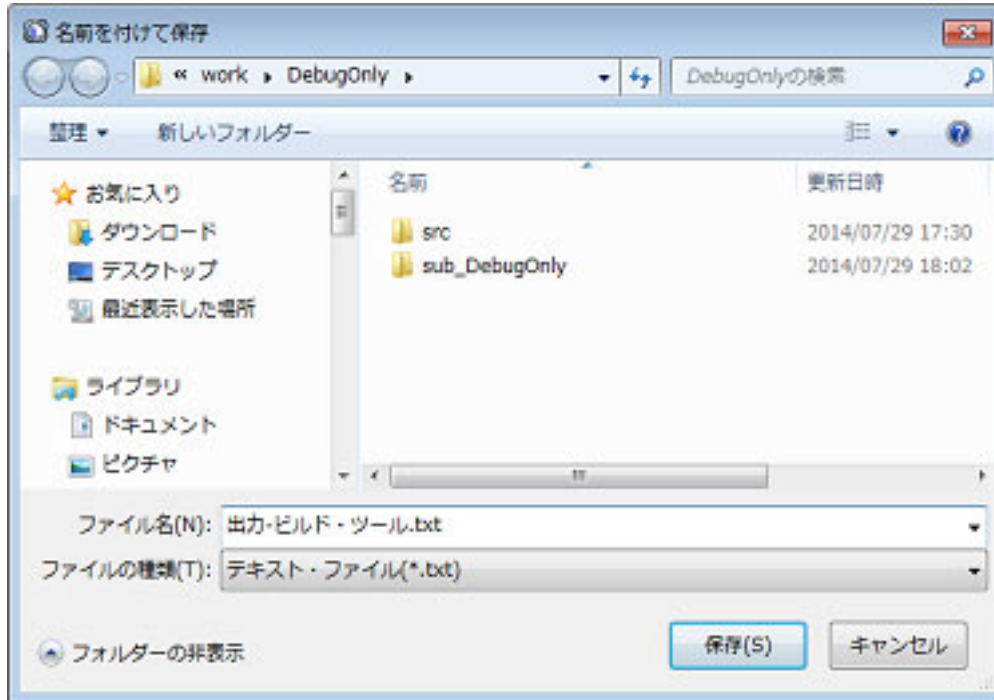 名前を付けて保存
« work ▸ DebugOnly ▸
DebugOnlyの検索
整理 ▼ 新しいフォルダー
お気に入り
ダウンロード
デスクトップ
最近表示した場所
ライブラリ
ドキュメント
ピクチャ
名前 更新日時
src 2014/07/29 17:30
sub_DebugOnly 2014/07/29 18:02
ファイル名(N): 出力-ビルド・ツール.txt
ファイルの種類(T): テキスト・ファイル(*.txt)
フォルダーの非表示
保存(S) キャンセル